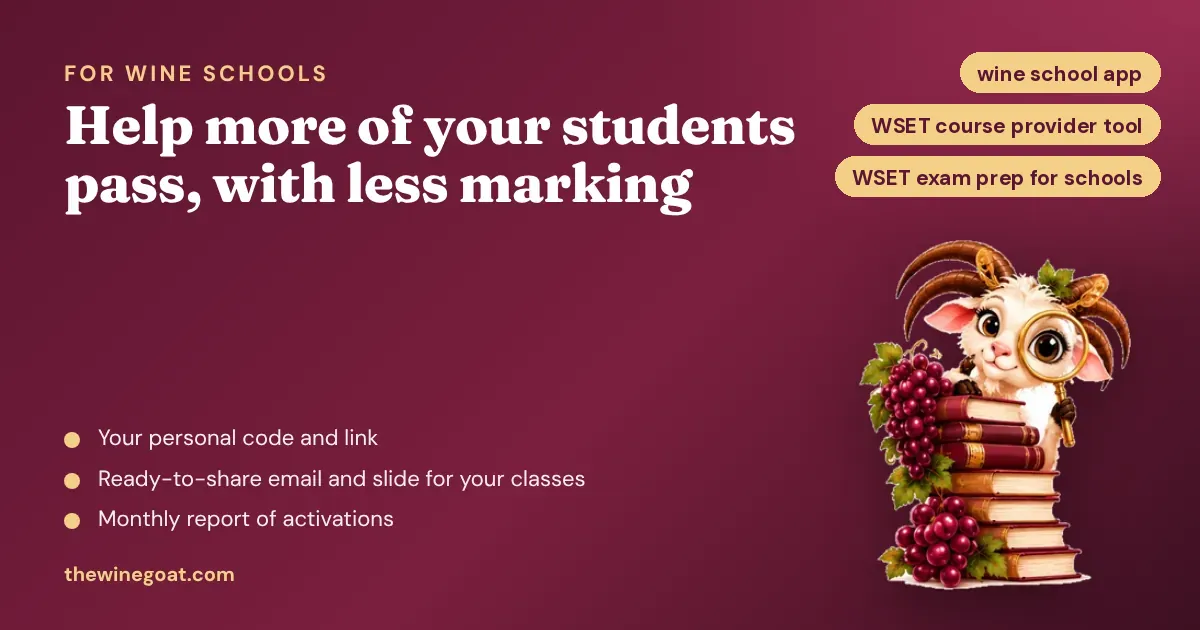 FOR WINE SCHOOLS
Help more of your students
pass, with less marking
wine school app
WSET course provider tool
WSET exam prep for schools
Your personal code and link
Ready-to-share email and slide for your classes
Monthly report of activations
thewinegoat.com